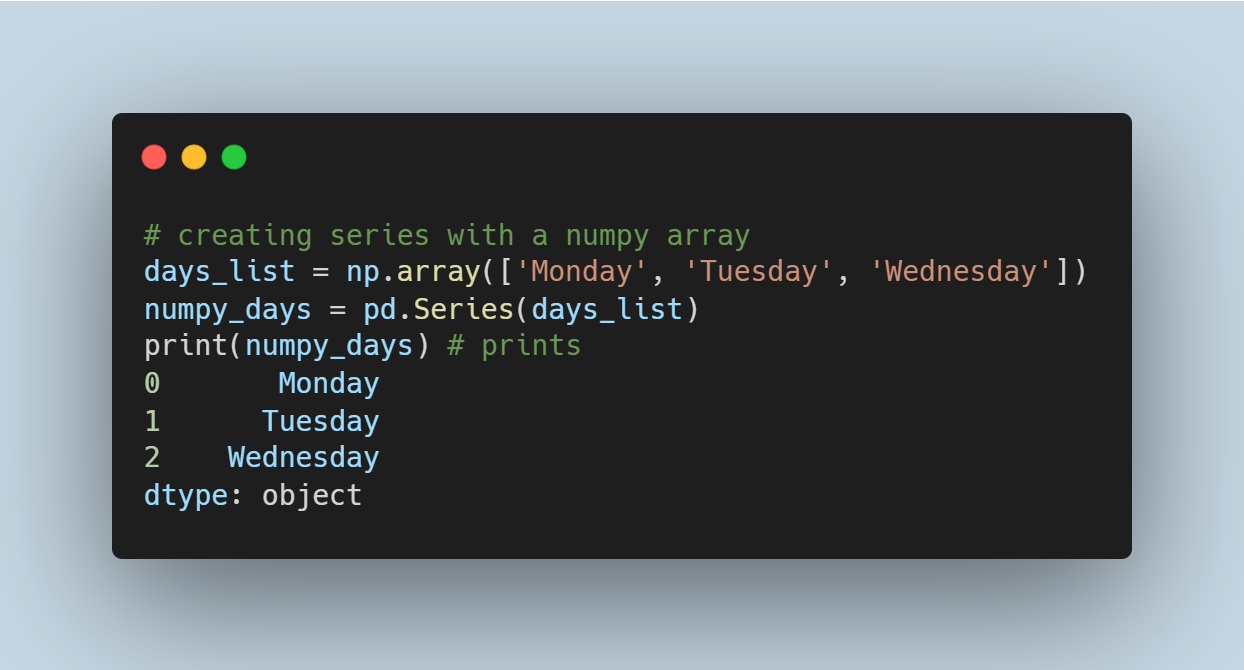 # creating series with a numpy array
days_list = np.array(['Monday', 'Tuesday', 'Wednesday'])
numpy_days = pd.Series(days_list)
print(numpy_days) # prints
0       Monday
1      Tuesday
2    Wednesday
dtype: object